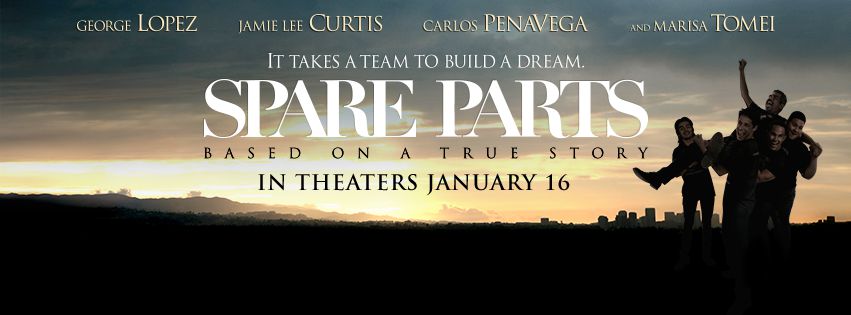 GEORGE LOPEZ JAMIE LEE CURTIS CARLOS PENAVEGA AND MARISA TOMEI
IT TAKES A TEAM TO BUILD A DREAM.
SPARE PARTS
BASED ON A TRUE STORY
IN THEATERS JANUARY 16